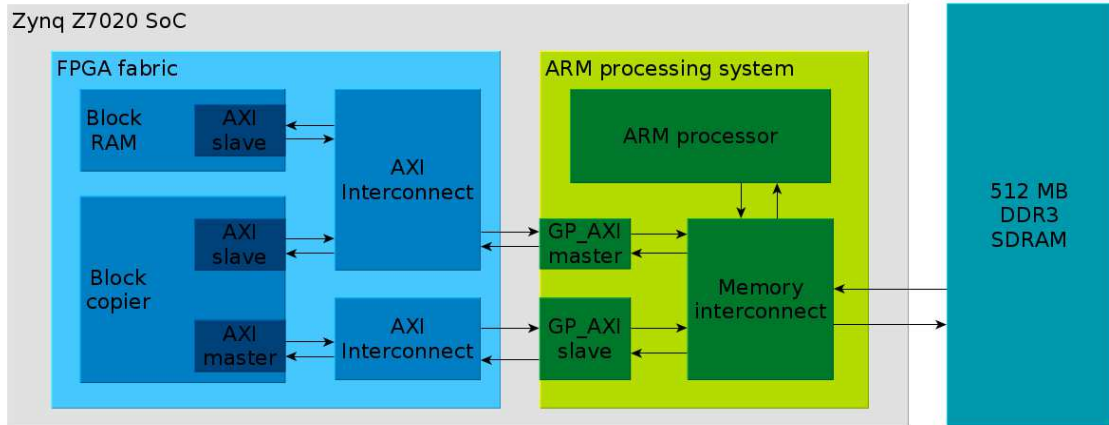 Zynq Z7020 SoC
FPGA fabric
Block
RAM
AXI
slave
AXI
Interconnect
Block
copier
AXI
slave
AXI
master
AXI
Interconnect
ARM processing system
ARM processor
GP_AXI
master
GP_AXI
slave
Memory
interconnect
512 MB
DDR3
SDRAM